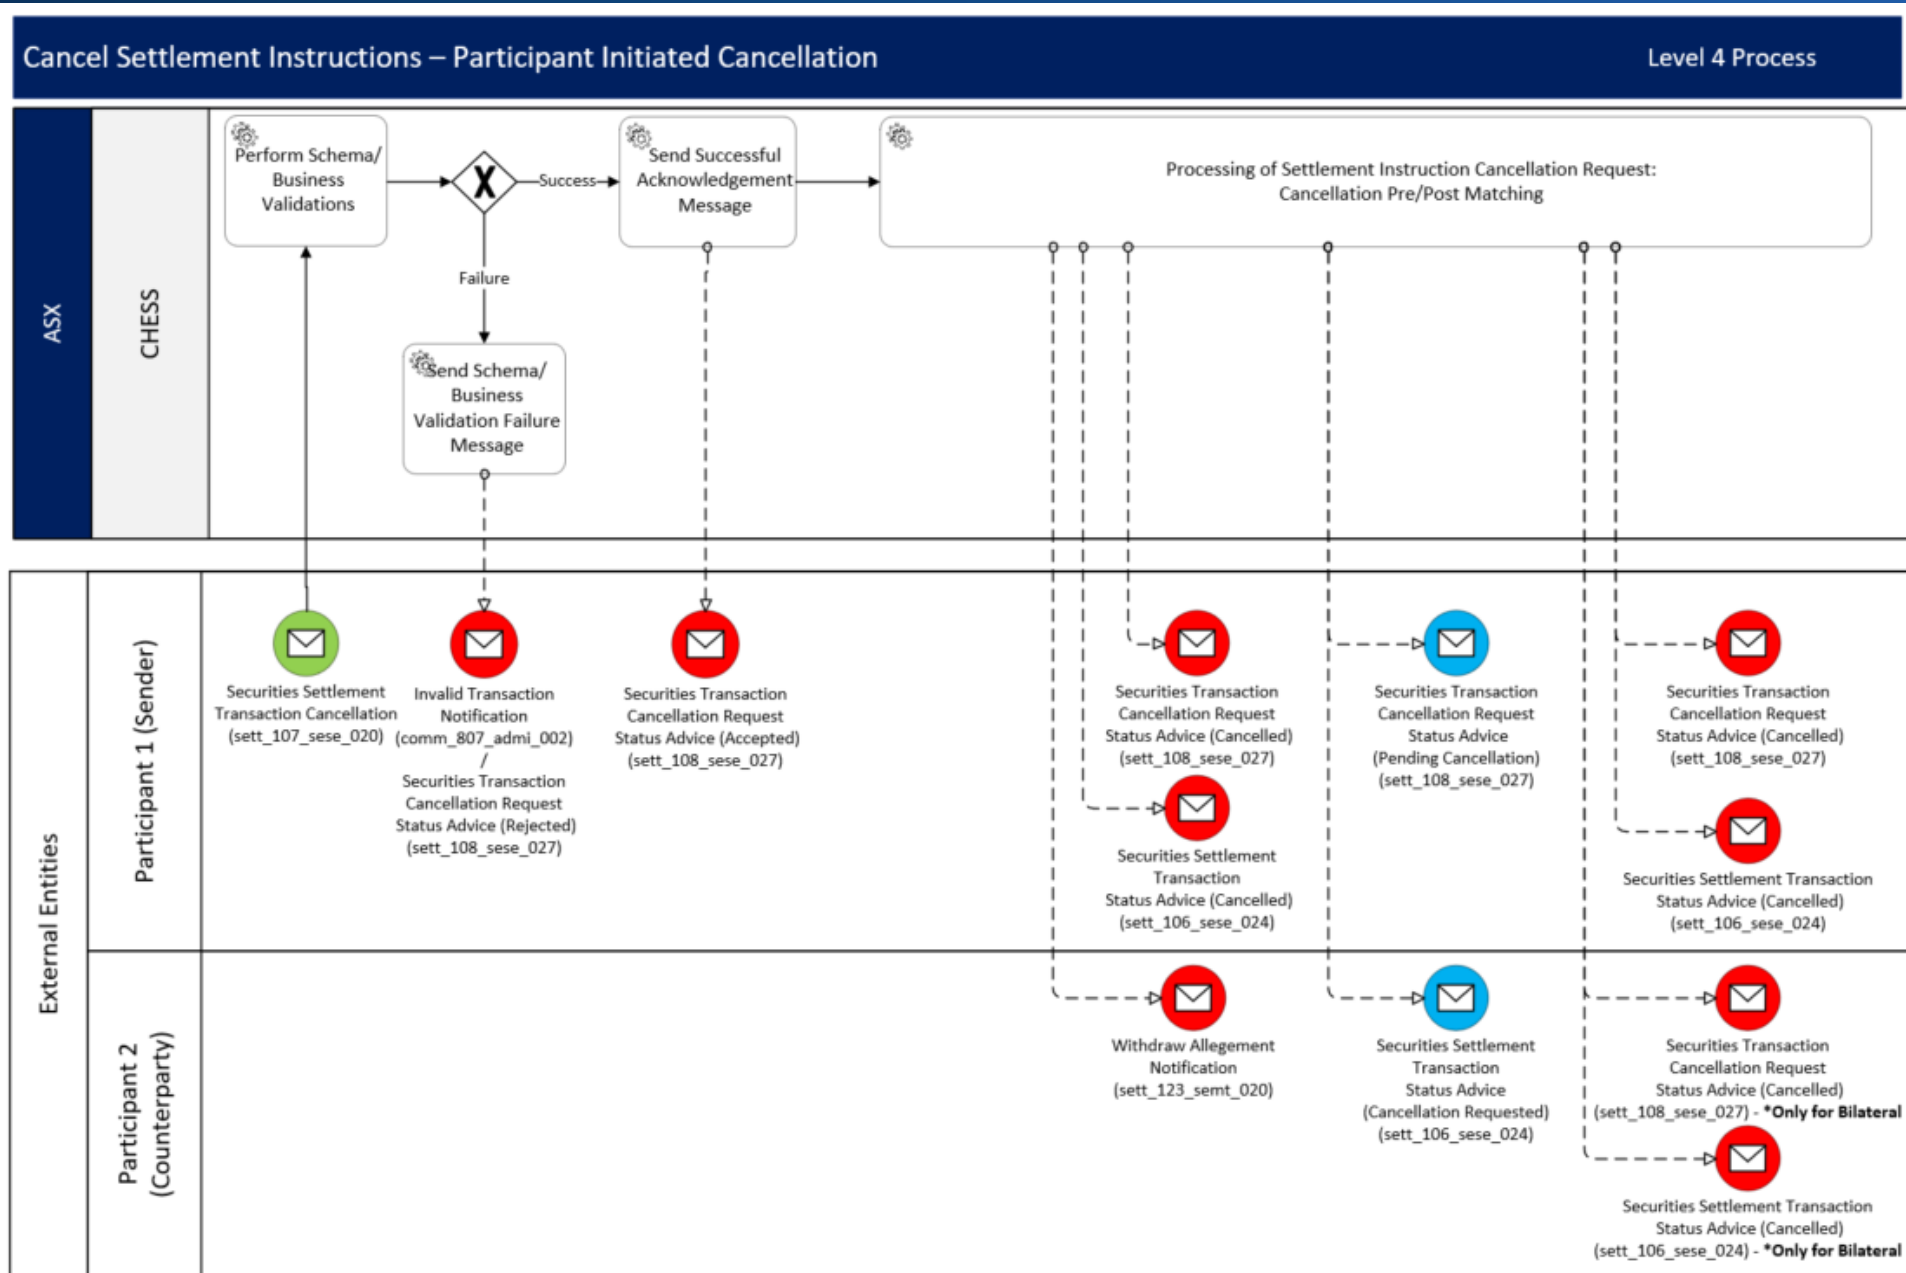 Cancel Settlement Instructions – Participant Initiated Cancellation
Level 4 Process
ASX
CHESS
Perform Schema/
Business
Validations
X
Success
Send Successful
Acknowledgement
Message
Processing of Settlement Instruction Cancellation Request:
Cancellation Pre/Post Matching
Failure
Send Schema/
Business
Validation Failure
Message
External Entities
Participant 1 (Sender)
Securities Settlement
Transaction Cancellation
(sett_107_sese_020)
Invalid Transaction
Notification
(comm_807_admi_002)
/
Securities Transaction
Cancellation Request
Status Advice (Rejected)
(sett_108_sese_027)
Securities Transaction
Cancellation Request
Status Advice (Accepted)
(sett_108_sese_027)
Securities Transaction
Cancellation Request
Status Advice (Cancelled)
(sett_108_sese_027)
Securities Settlement
Transaction
Status Advice (Cancelled)
(sett_106_sese_024)
Securities Transaction
Cancellation Request
Status Advice
(Pending Cancellation)
(sett_108_sese_027)
Securities Transaction
Cancellation Request
Status Advice (Cancelled)
(sett_108_sese_027)
Securities Settlement Transaction
Status Advice (Cancelled)
(sett_106_sese_024)
Participant 2
(Counterparty)
Withdraw Allegement
Notification
(sett_123_semt_020)
Securities Settlement
Transaction
Status Advice
(Cancellation Requested)
(sett_106_sese_024)
Securities Transaction
Cancellation Request
Status Advice (Cancelled)
(sett_108_sese_027) - *Only for Bilateral
Securities Settlement Transaction
Status Advice (Cancelled)
(sett_106_sese_024) - *Only for Bilateral